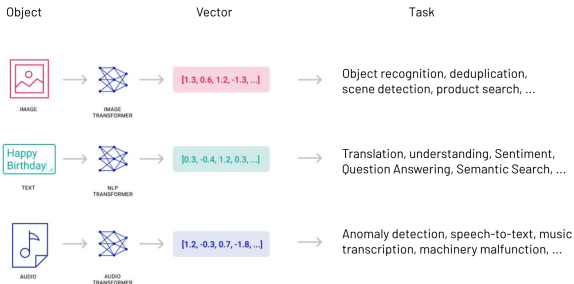 Object
Vector
Task
[1.3, 0.6, 1.2, -1.3, ...]
Object recognition, deduplication,
scene detection, product search, ...
IMAGE
IMAGE
TRANSFORMER
Happy
Birthday
[0.3, -0.4, 1.2, 0.3, ...]
Translation, understanding, Sentiment,
Question Answering, Semantic Search, ...
TEXT
NLP
TRANSFORMER
[1.2, -0.3, 0.7, -1.8, ...]
Anomaly detection, speech-to-text, music
transcription, machinery malfunction, ...
AUDIO
AUDIO
TRANSFORMER